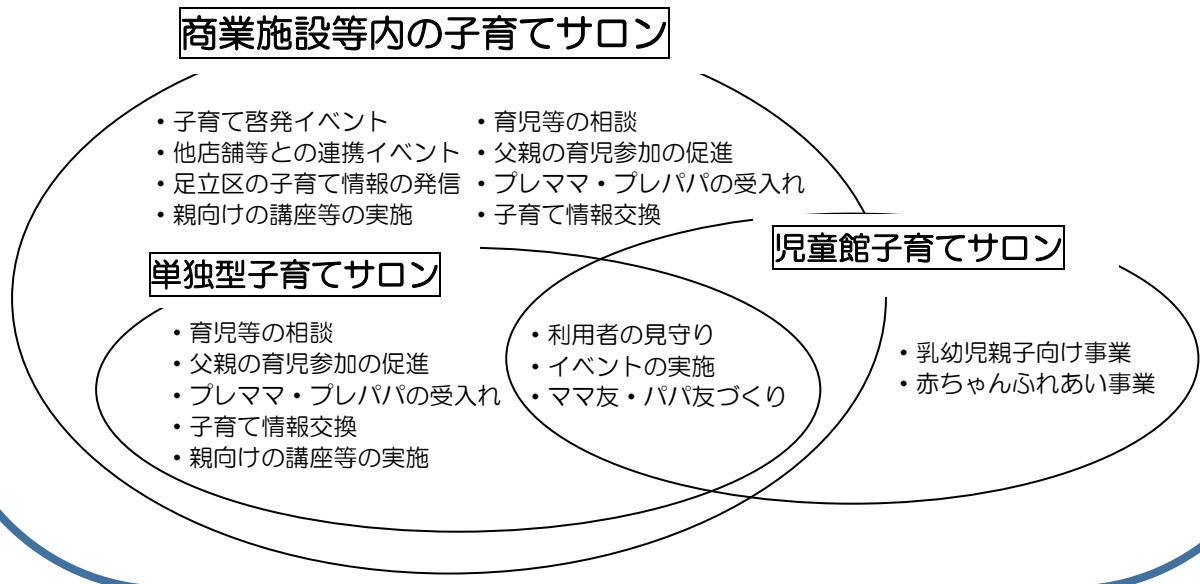 商業施設等内の子育てサロン
・子育て啓発イベント
・他店舗等との連携イベント
・足立区の子育て情報の発信
・親向けの講座等の実施
・育児等の相談
・父親の育児参加の促進
・プレママ・プレパパの受入れ
・子育て情報交換
単独型子育てサロン
・育児等の相談
・父親の育児参加の促進
・プレママ・プレパパの受入れ
・子育て情報交換
・親向けの講座等の実施
・利用者の見守り
・イベントの実施
・ママ友・パパ友づくり
児童館子育てサロン
・乳幼児親子向け事業
・赤ちゃんふれあい事業